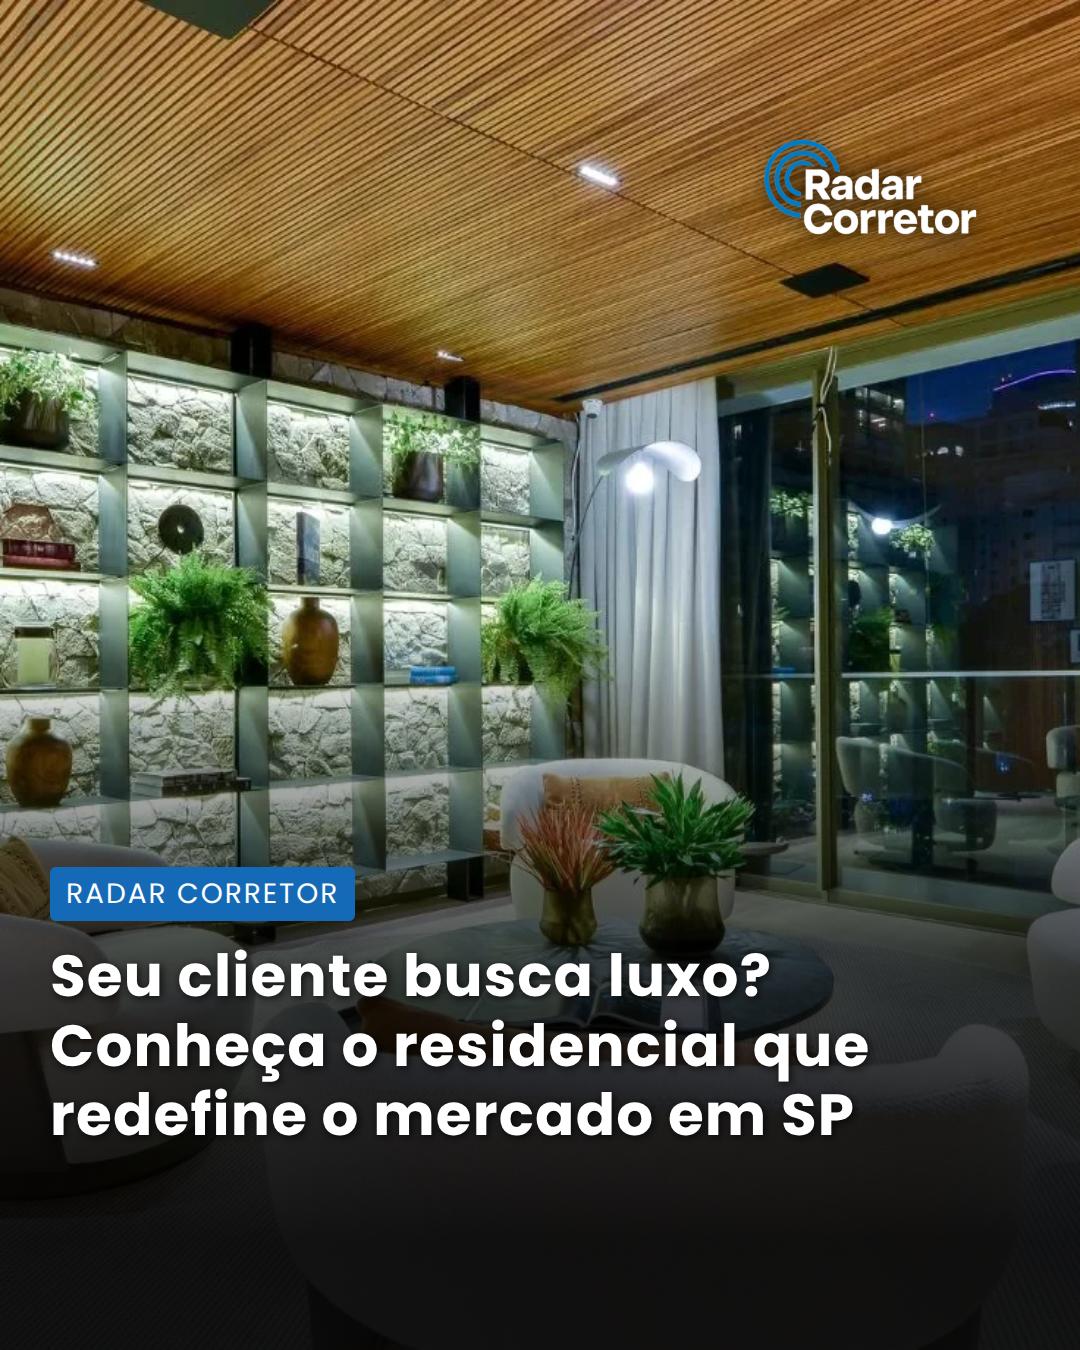 Radar
Corretor
RADAR CORRETOR
Seu cliente busca luxo?
Conheça o residencial que
redefine o mercado em SP